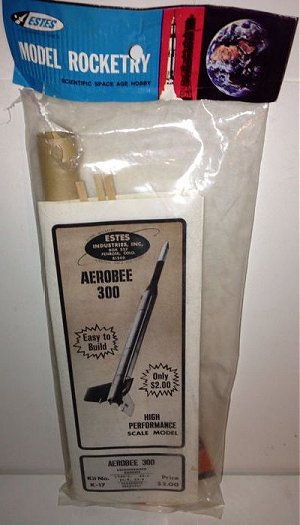 ESTES
MODEL ROCKETRY
SCIENTIFIC SPACE AGE HOBBY
ESTES
INDUSTRIES, INC.
BOX 227
PENROSE, COLO.
81240
AEROBEE
300
Easy to
Build
Only
$2.00
HIGH
PERFORMANCE
SCALE MODEL
AEROBEE 300
Kit No.
K-17
Price
$2.00